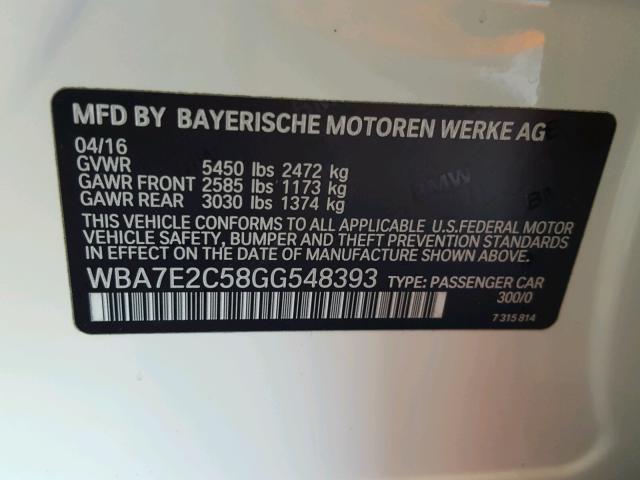 MFD BY BAYERISCHE MOTOREN WERKE AG
04/16
GVWR 5450 lbs 2472 kg
GAWR FRONT 2585 lbs 1173 kg
GAWR REAR 3030 lbs 1374 kg
THIS VEHICLE CONFORMS TO ALL APPLICABLE U.S.FEDERAL MOTOR
VEHICLE SAFETY, BUMPER AND THEFT PREVENTION STANDARDS
IN EFFECT ON THE DATE OF MANUFACTURE SHOWN ABOVE.
WBA7E2C58GG548393 TYPE: PASSENGER CAR
300/0
7 315 814